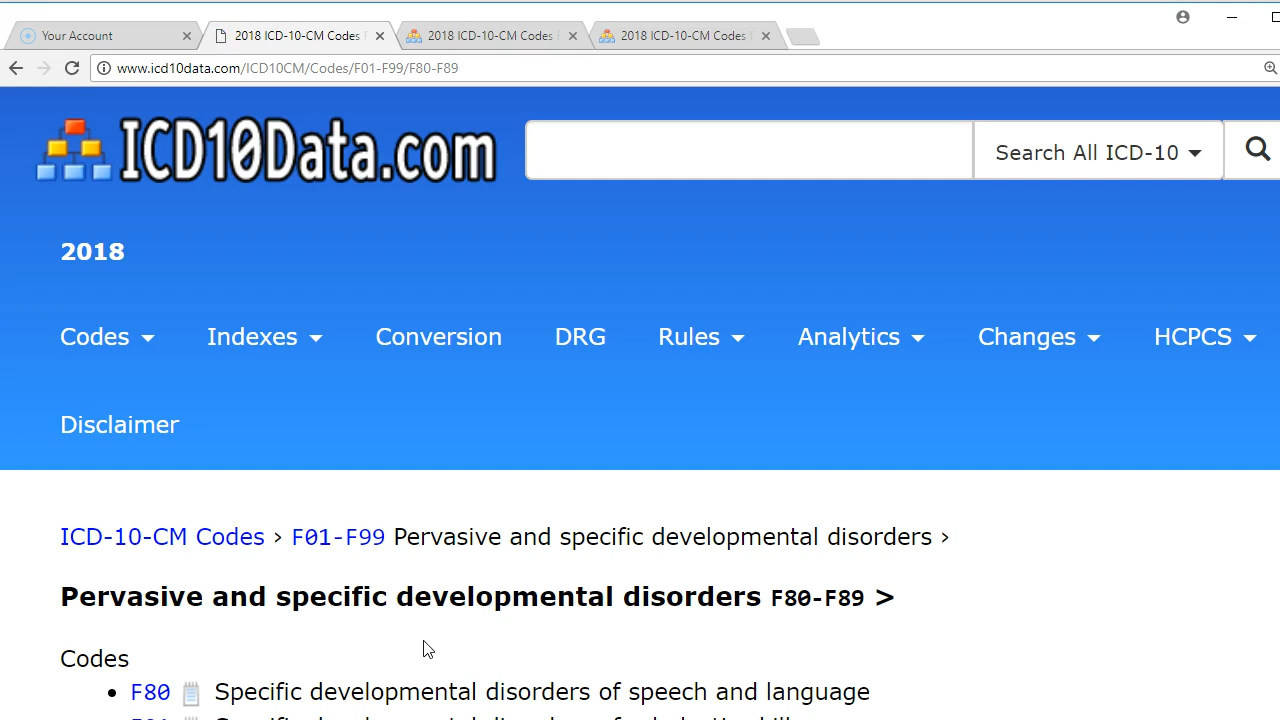 Your Account
2018 ICD-10-CM Codes
2018 ICD-10-CM Codes
2018 ICD-10-CM Codes
www.icd10data.com/ICD10CM/Codes/F01-F99/F80-F89
ICD10Data.com
Search All ICD-10
2018
Codes Indexes Conversion DRG Rules Analytics Changes HCPCS
Disclaimer
ICD-10-CM Codes › F01-F99 Pervasive and specific developmental disorders ›
Pervasive and specific developmental disorders F80-F89 >
Codes
• F80 Specific developmental disorders of speech and language